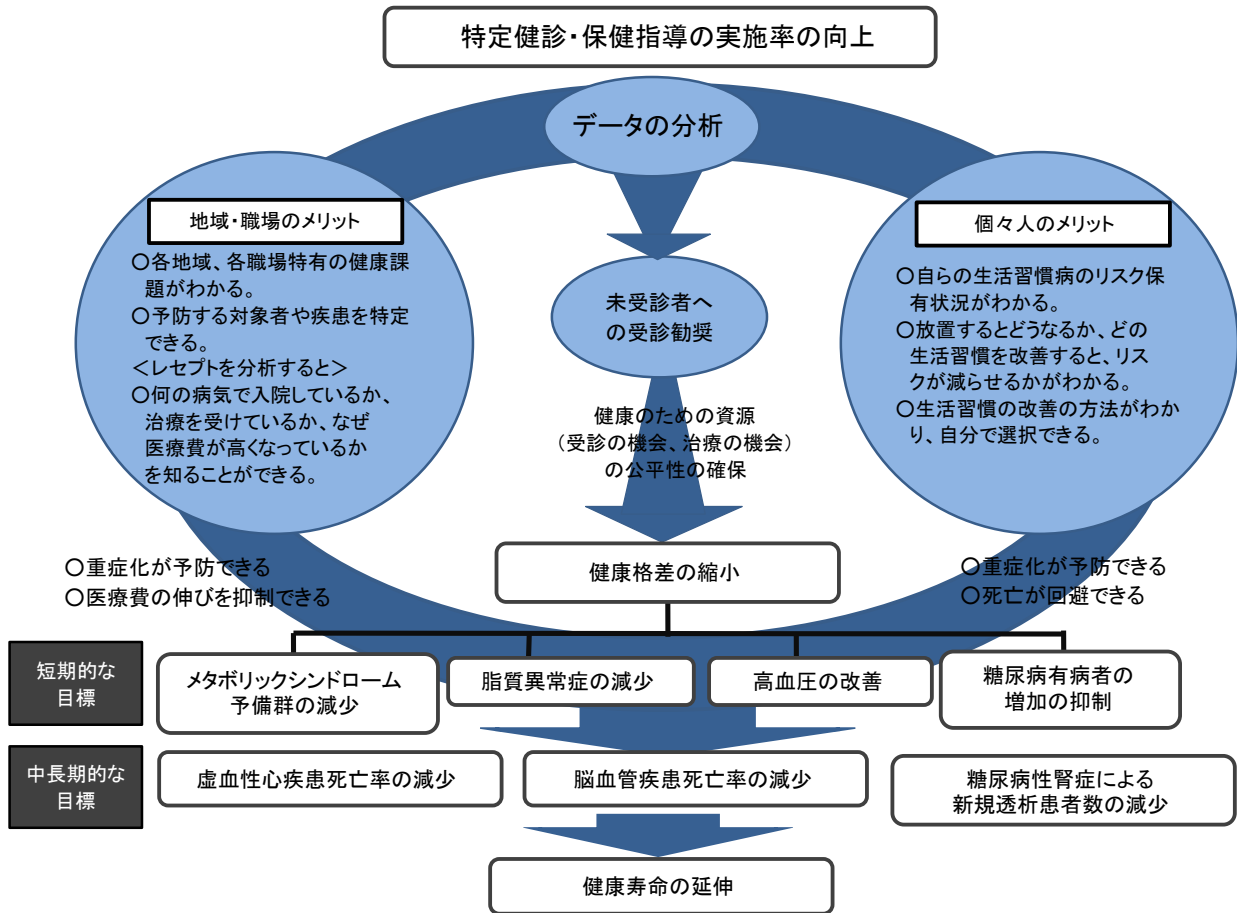 特定健診・保健指導の実施率の向上
データの分析
地域・職場のメリット
○各地域、各職場特有の健康課
題がわかる。
○予防する対象者や疾患を特定
できる。
<レセプトを分析すると>
○何の病気で入院しているか、
治療を受けているか、なぜ
医療費が高くなっているか
を知ることができる。
未受診者へ
の受診勧奨
個々人のメリット
○自らの生活習慣病のリスク保
有状況がわかる。
○放置するとどうなるか、どの
生活習慣を改善すると、リス
クが減らせるかがわかる。
○生活習慣の改善の方法がわか
り、自分で選択できる。
健康のための資源
(受診の機会、治療の機会)
の公平性の確保
○重症化が予防できる
○医療費の伸びを抑制できる
健康格差の縮小
○重症化が予防できる
○死亡が回避できる
短期的な
目標
メタボリックシンドローム
予備群の減少
脂質異常症の減少
高血圧の改善
糖尿病有病者の
増加の抑制
中長期的な
目標
虚血性心疾患死亡率の減少
脳血管疾患死亡率の減少
糖尿病性腎症による
新規透析患者数の減少
健康寿命の延伸